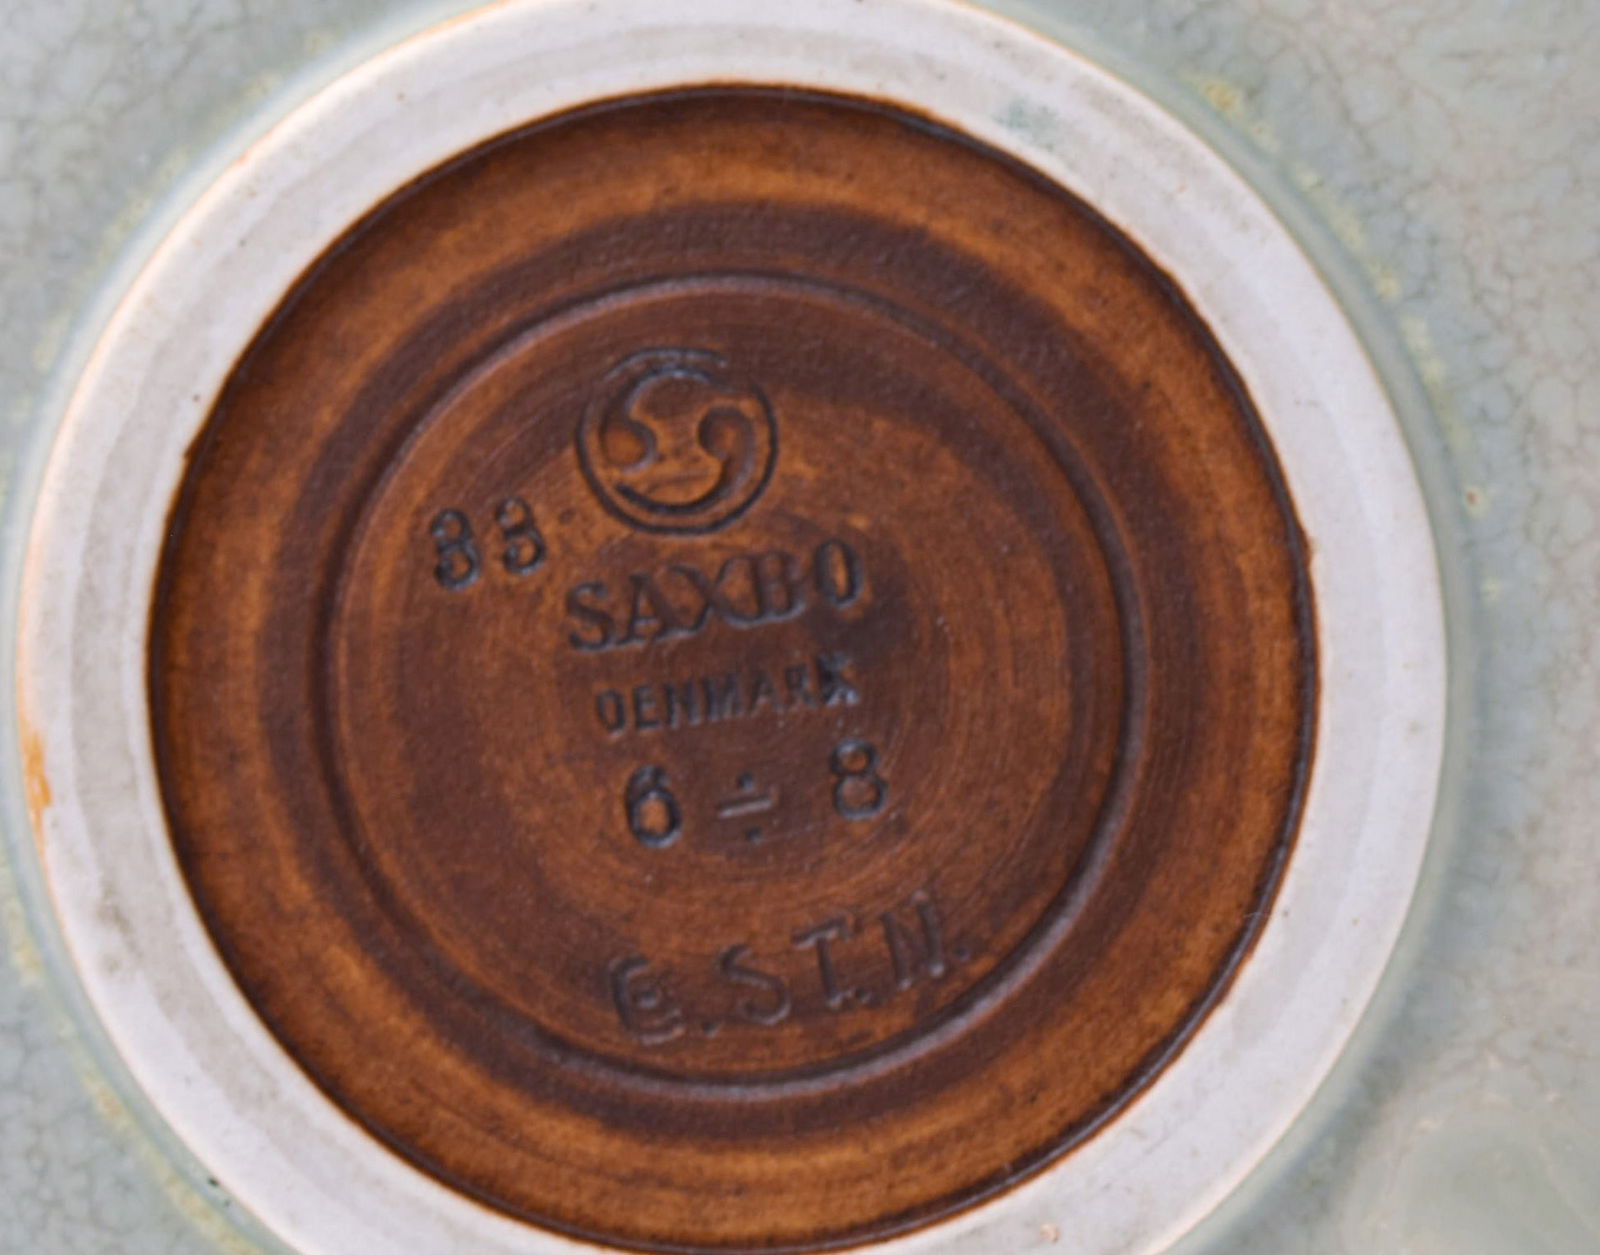 33
SAXBO
DENMARK
6 ÷ 8
E.ST.N.